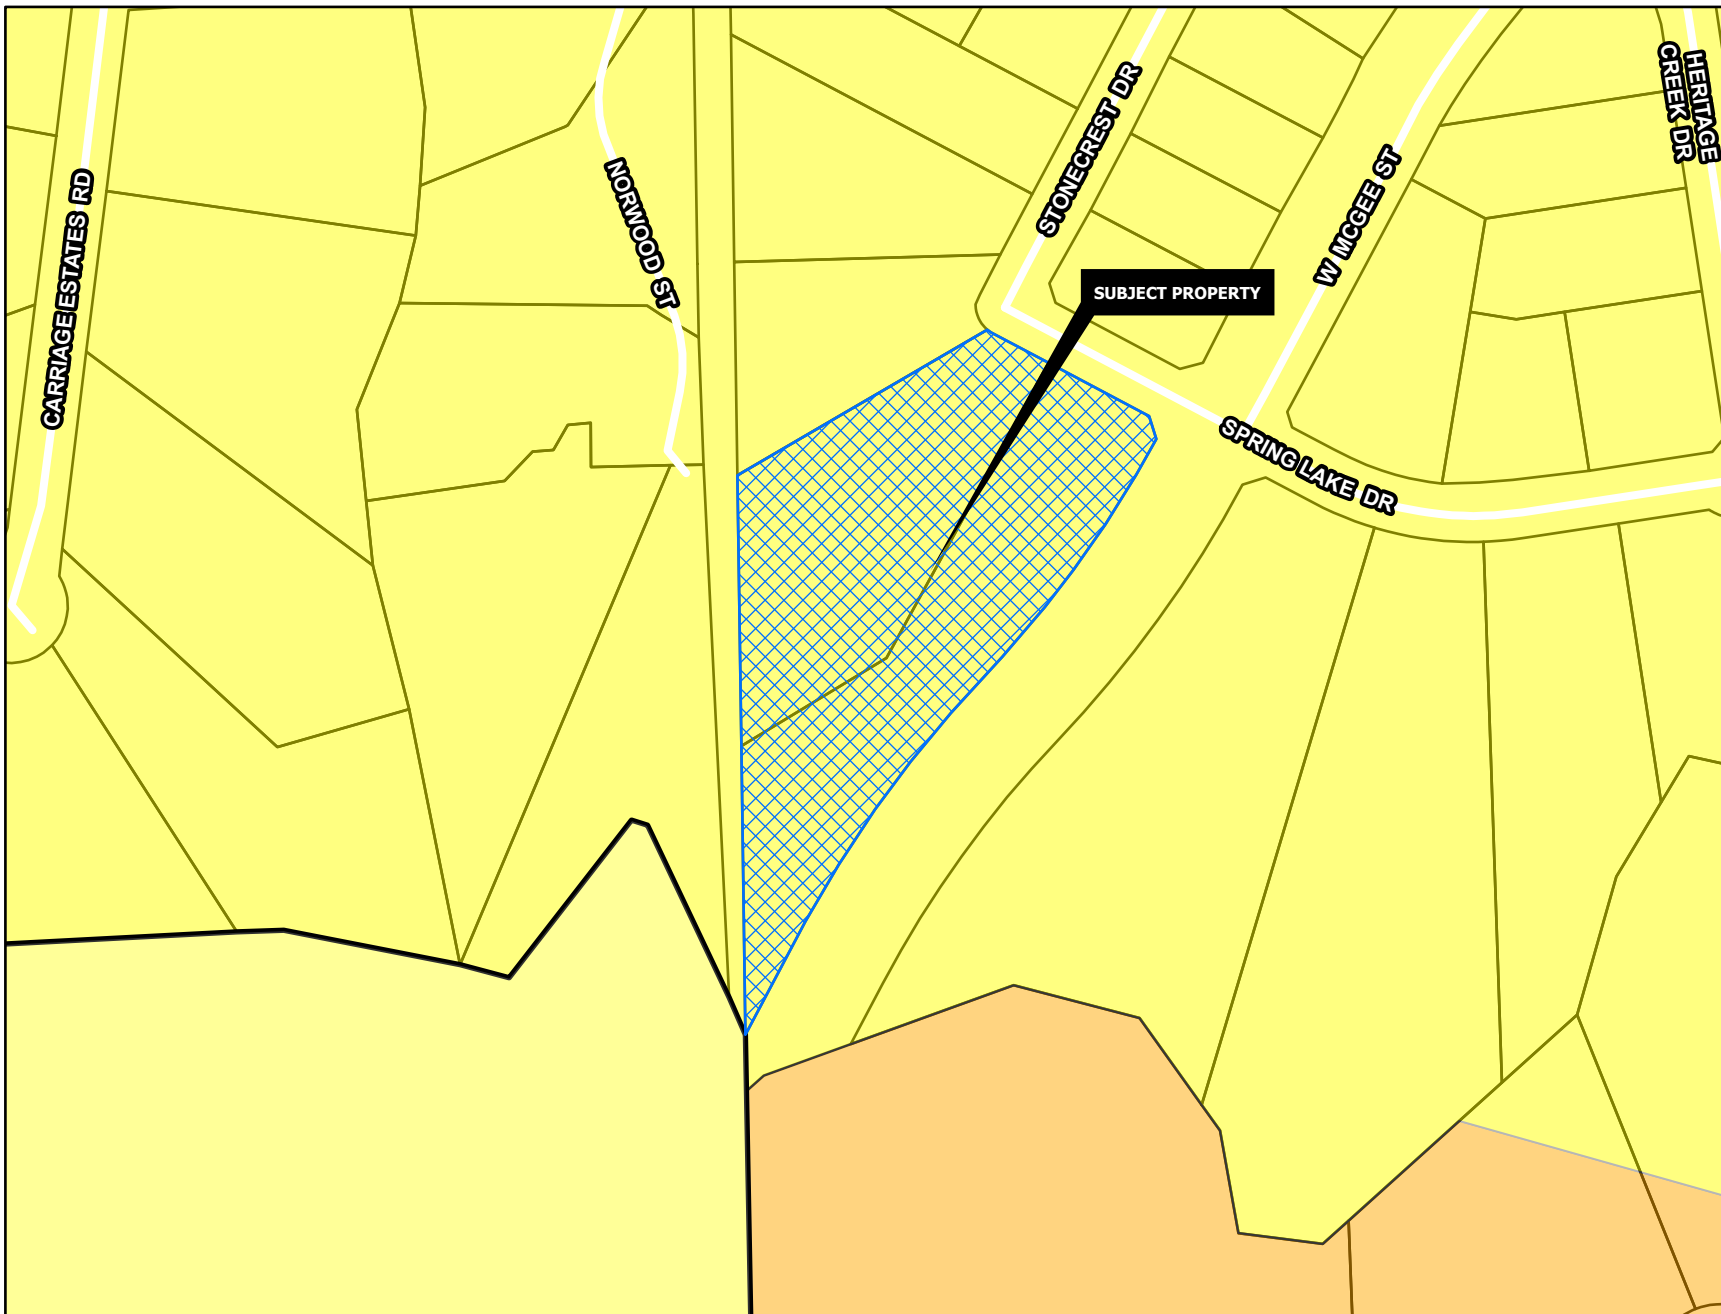 HERITAGE
CREEK DR
STONECREST DR
CARRIAGE ESTATES RD
NORWOOD ST
W MCGEE ST
SUBJECT PROPERTY
SPRING LAKE DR